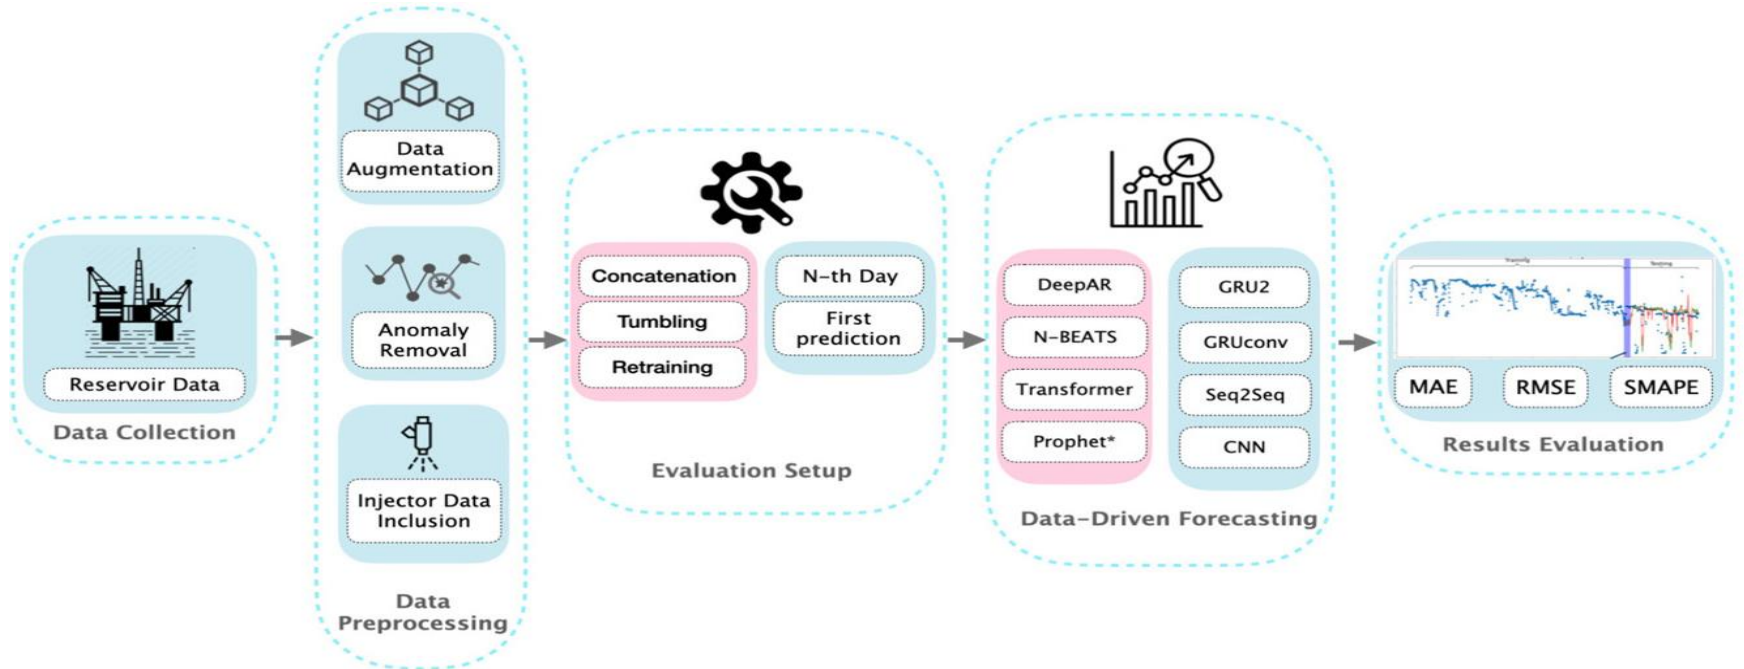 Reservoir Data
Data Collection
Data
Augmentation
Anomaly
Removal
Injector Data
Inclusion
Data
Preprocessing
Concatenation
Tumbling
Retraining
N-th Day
First
prediction
Evaluation Setup
DeepAR
N-BEATS
Transformer
Prophet*
GRU2
GRUconv
Seq2Seq
CNN
Data-Driven Forecasting
Training
Testing
MAE
RMSE
SMAPE
Results Evaluation